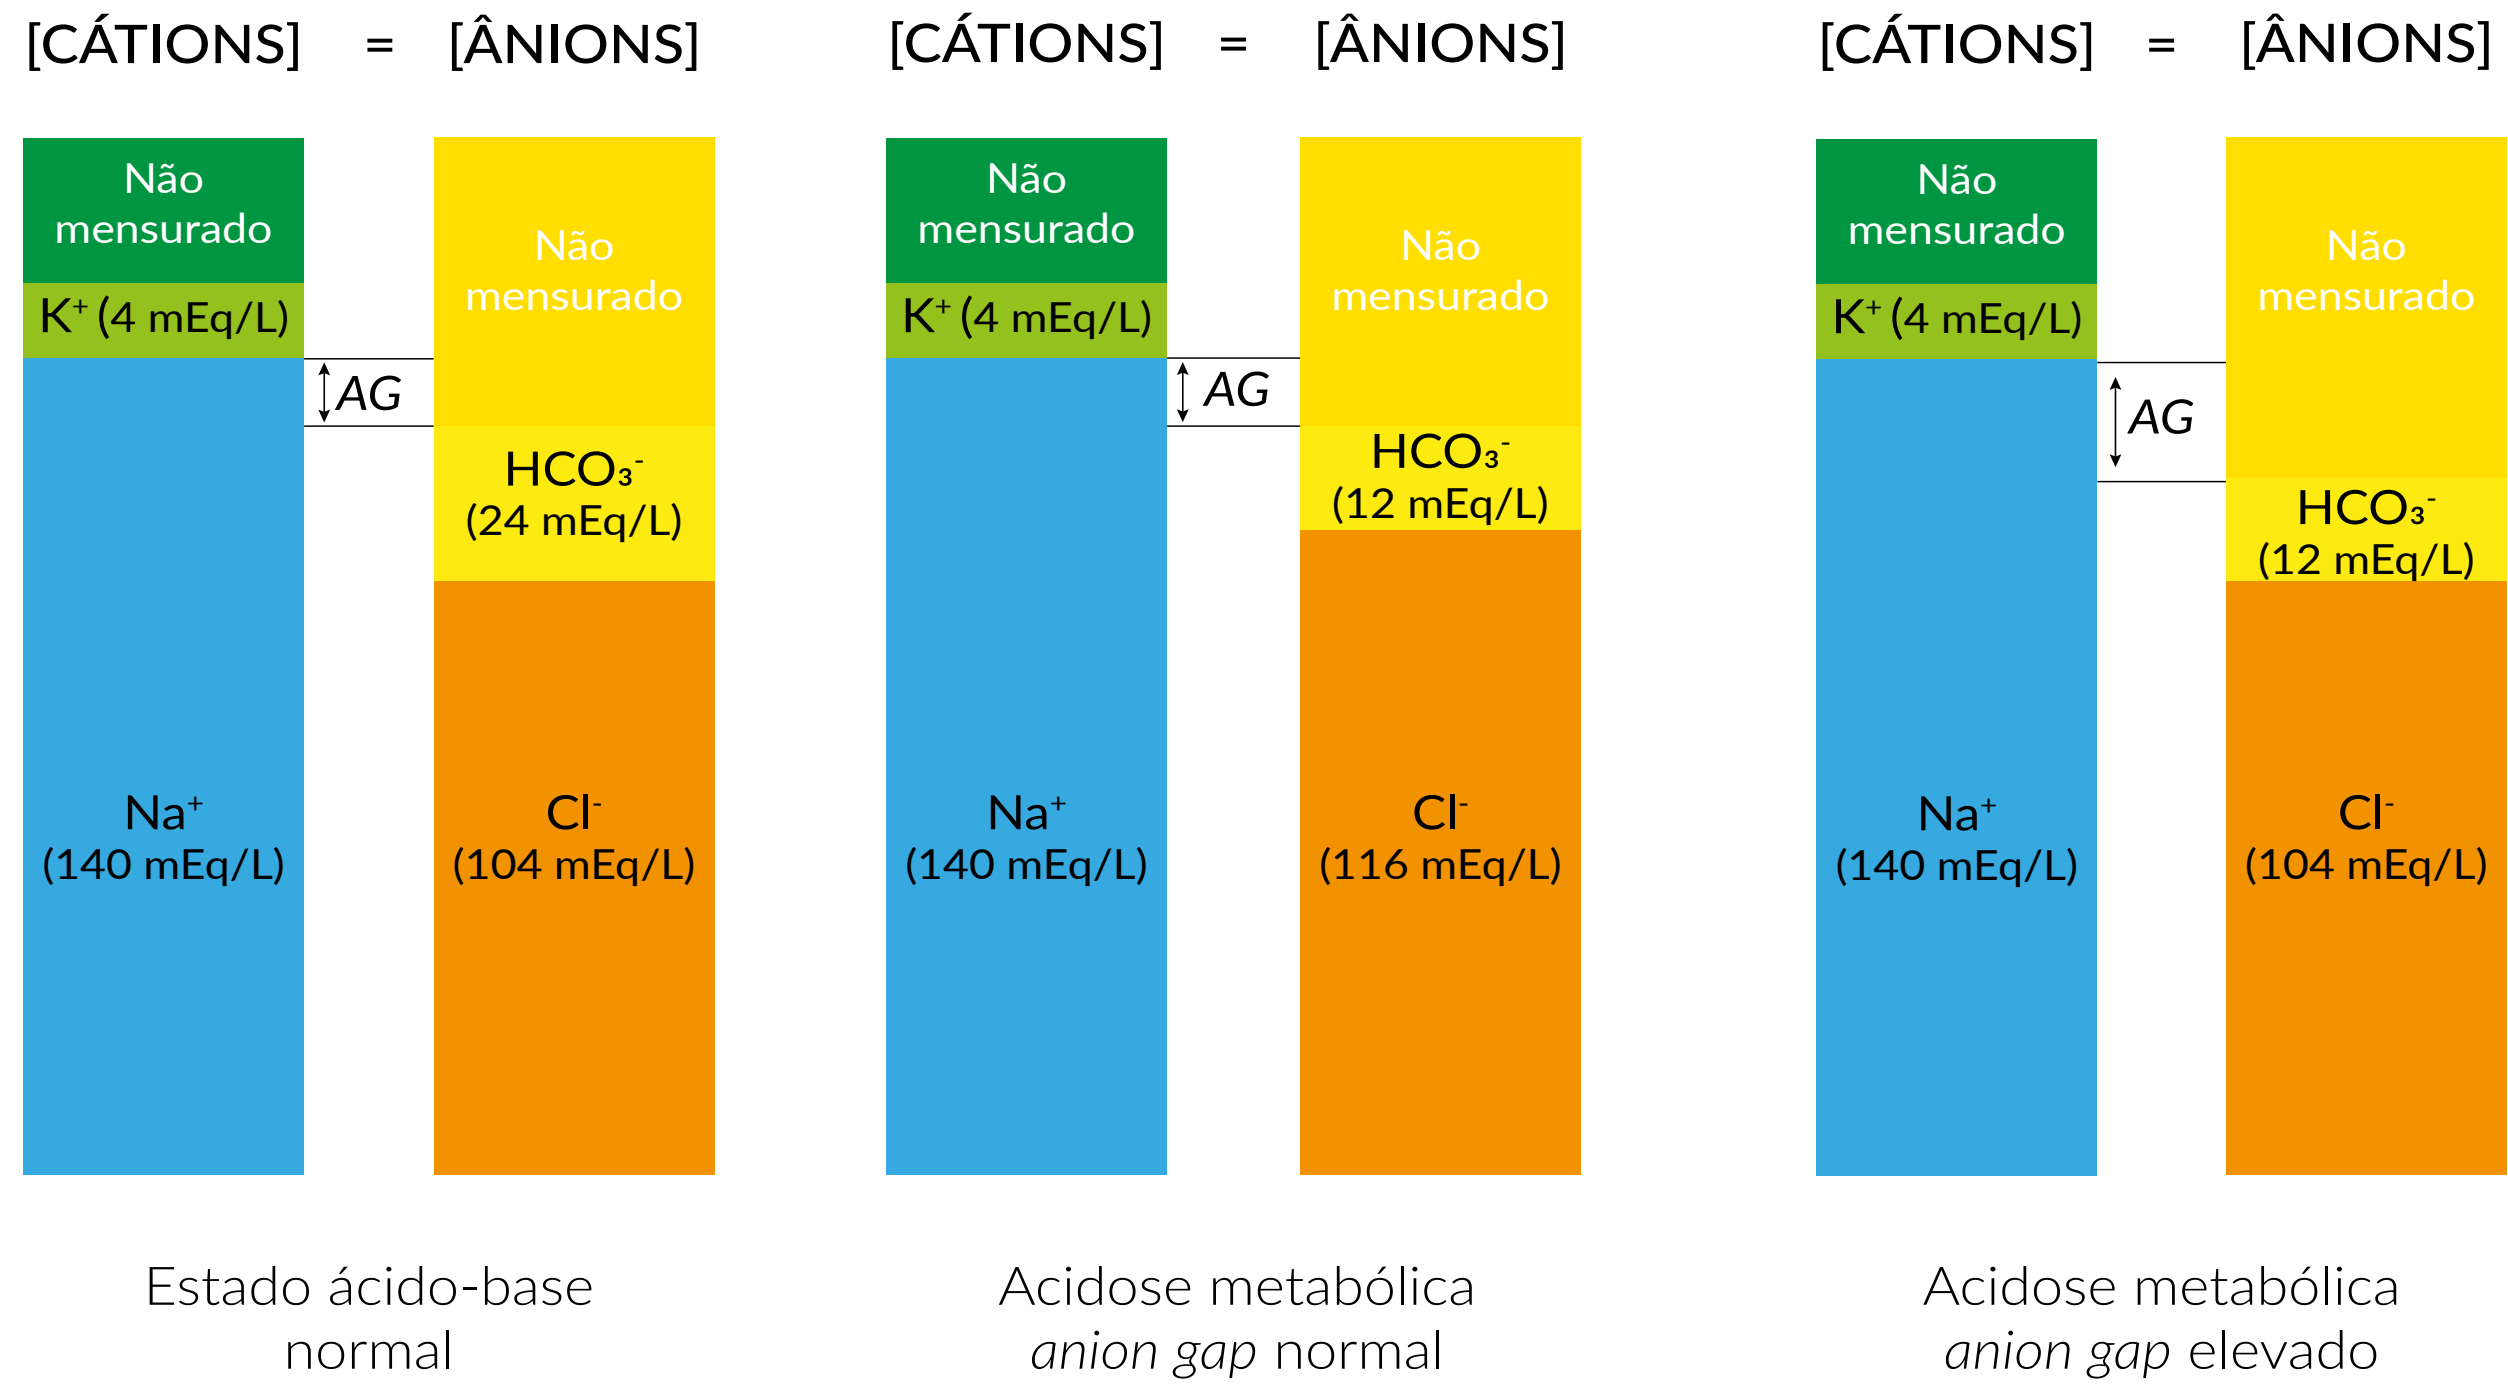 [CÁTIONS] = [ÂNIONS]
Não
mensurado
K⁺ (4 mEq/L)
Na⁺
(140 mEq/L)
AG
Não
mensurado
HCO₃⁻
(24 mEq/L)
Cl⁻
(104 mEq/L)
Estado ácido-base
normal
[CÁTIONS] = [ÂNIONS]
Não
mensurado
K⁺ (4 mEq/L)
Na⁺
(140 mEq/L)
AG
Não
mensurado
HCO₃⁻
(12 mEq/L)
Cl⁻
(116 mEq/L)
Acidose metabólica
anion gap normal
[CÁTIONS] = [ÂNIONS]
Não
mensurado
K⁺ (4 mEq/L)
Na⁺
(140 mEq/L)
AG
Não
mensurado
HCO₃⁻
(12 mEq/L)
Cl⁻
(104 mEq/L)
Acidose metabólica
anion gap elevado